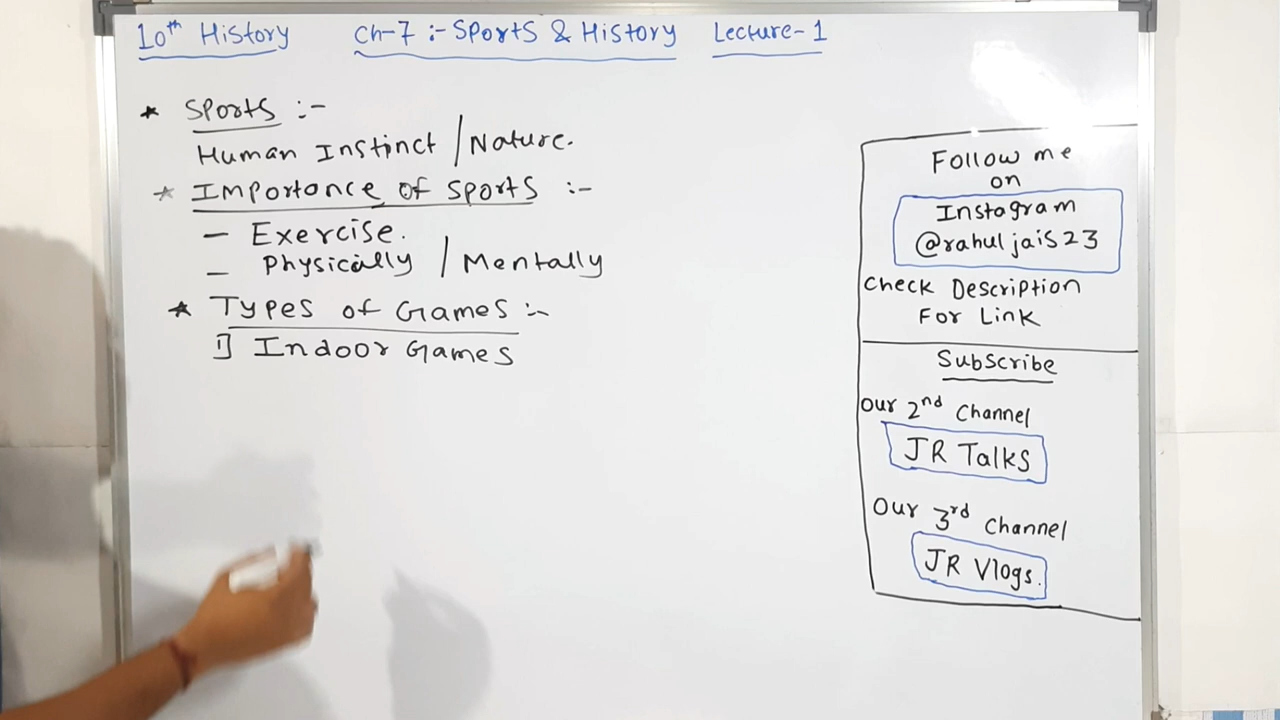 10th History Ch-7 :- Sports & History Lecture-1
* Sports :-
Human Instinct / Nature.
* Importance of Sports :-
- Exercise.
- Physically / Mentally
* Types of Games :-
1] Indoor Games
Follow me
on
Instagram
@rahuljais23
Check Description
For Link
Subscribe
Our 2nd Channel
JR Talks
Our 3rd Channel
JR Vlogs.